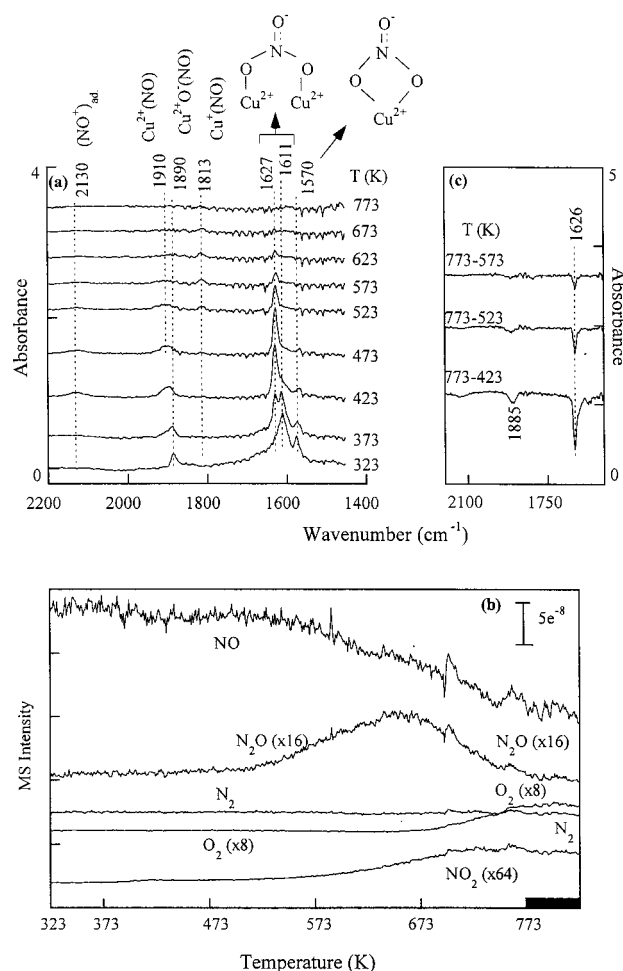 O⁻
N
O O
Cu²⁺ Cu²⁺
O⁻
N
O O
Cu²⁺
(NO⁺)ad.
Cu²⁺(NO)
Cu²⁺O⁻(NO)
Cu⁺(NO)
2130
1910
1890
1813
1627
1611
1570
4
(a)
T (K)
773
673
623
573
523
473
423
373
323
0
Absorbance
2200 2000 1800 1600 1400
Wavenumber (cm⁻¹)
(c)
5
T (K)
1626
773-573
773-523
773-423
1885
0
Absorbance
2100 1750
(b)
5e⁻⁸
NO
N₂O (x16)
N₂O (x16)
N₂
O₂ (x8)
O₂ (x8)
N₂
NO₂ (x64)
MS Intensity
323 373 473 573 673 773
Temperature (K)